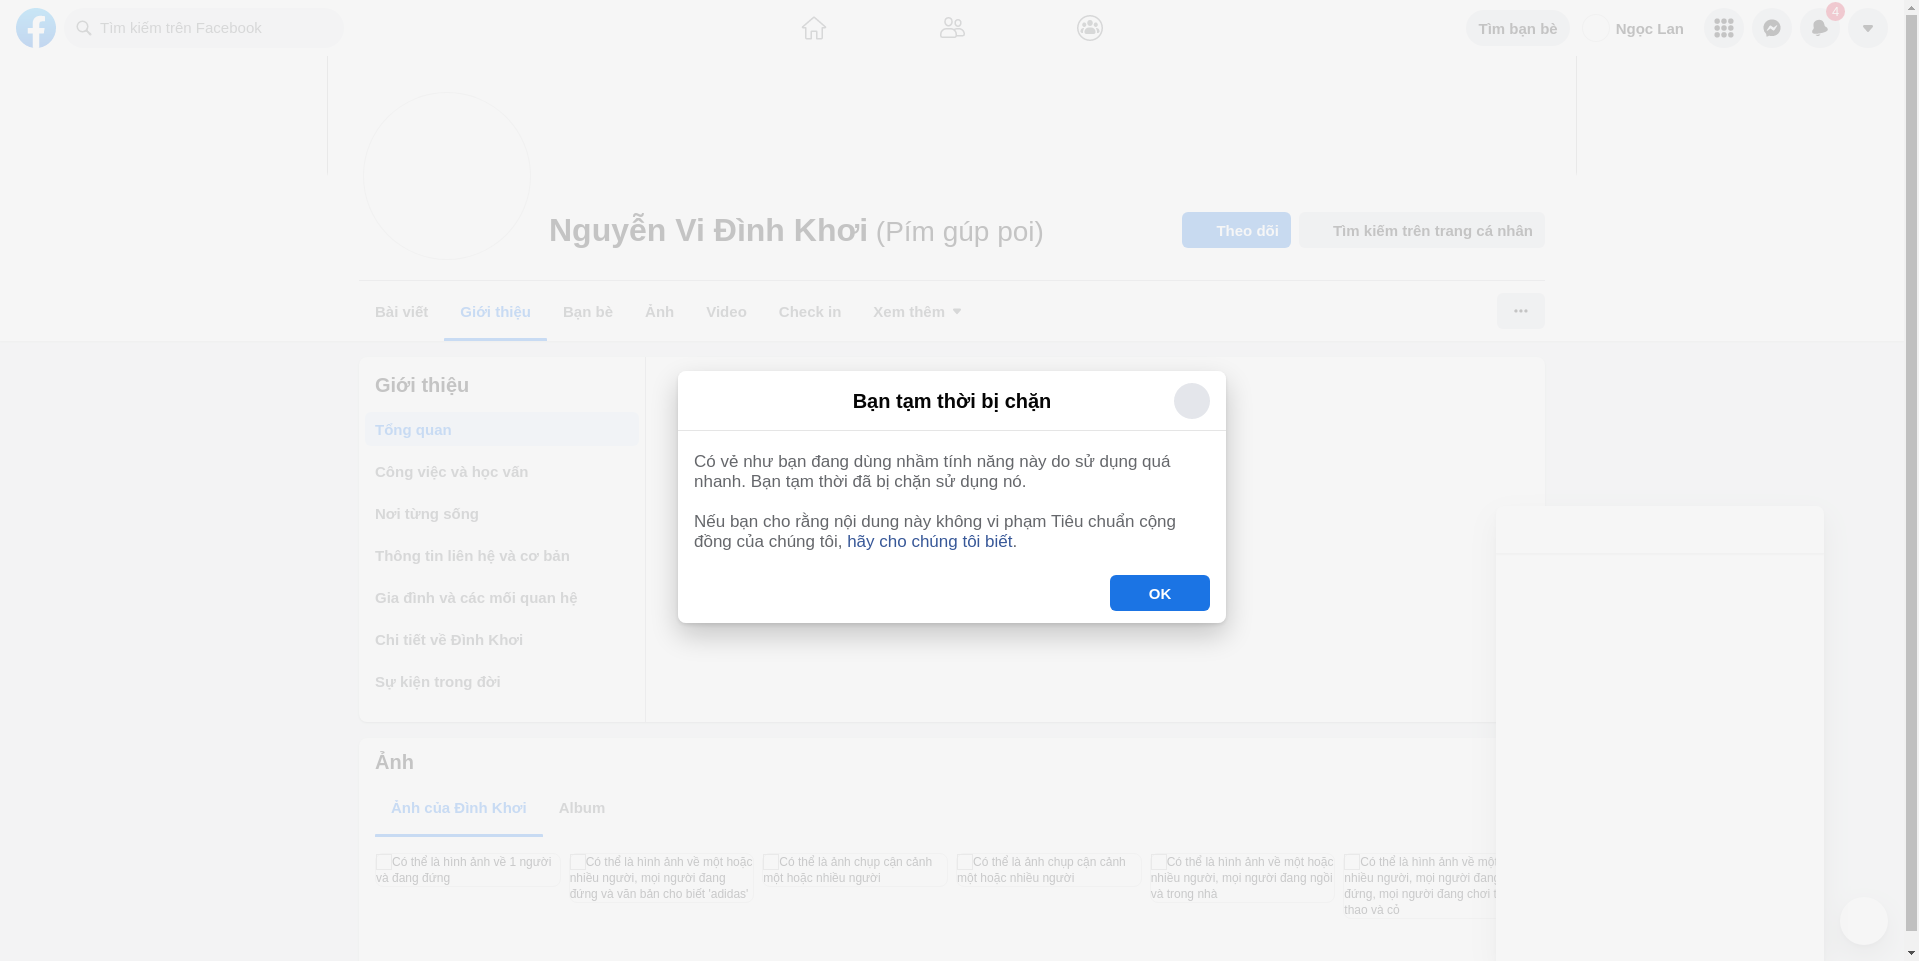 Tìm kiếm trên Facebook
Tìm bạn bè
Ngọc Lan
4
Nguyễn Vi Đình Khơi (Pím gúp poi)
Theo dõi
Tìm kiếm trên trang cá nhân
Bài viết
Giới thiệu
Bạn bè
Ảnh
Video
Check in
Xem thêm
Giới thiệu
Tổng quan
Công việc và học vấn
Nơi từng sống
Thông tin liên hệ và cơ bản
Gia đình và các mối quan hệ
Chi tiết về Đình Khơi
Sự kiện trong đời
Bạn tạm thời bị chặn
Có vẻ như bạn đang dùng nhầm tính năng này do sử dụng quá
nhanh. Bạn tạm thời đã bị chặn sử dụng nó.
Nếu bạn cho rằng nội dung này không vi phạm Tiêu chuẩn cộng
đồng của chúng tôi, hãy cho chúng tôi biết.
OK
Ảnh
Ảnh của Đình Khơi
Album
Có thể là hình ảnh về 1 người
và đang đứng
Có thể là hình ảnh về một hoặc
nhiều người, mọi người đang
đứng và văn bản cho biết 'adidas'
Có thể là ảnh chụp cận cảnh
một hoặc nhiều người
Có thể là ảnh chụp cận cảnh
một hoặc nhiều người
Có thể là hình ảnh về một hoặc
nhiều người, mọi người đang ngồi
và trong nhà
Có thể là hình ảnh về một
nhiều người, mọi người đang
đứng, mọi người đang chơi
thao và cỏ